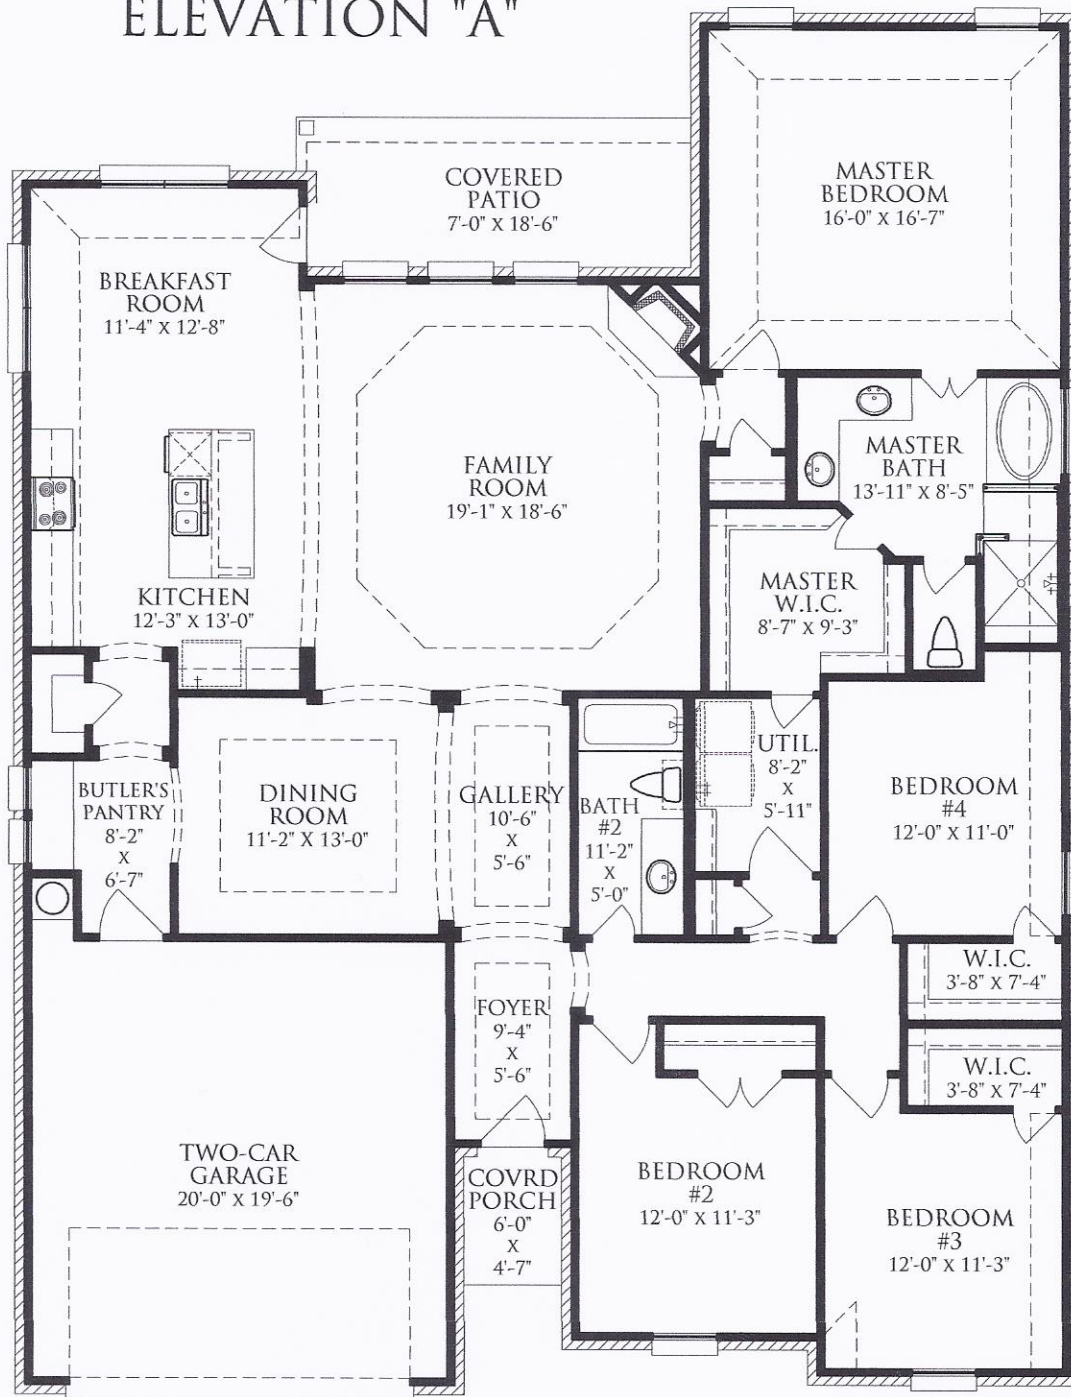 ELEVATION "A"
COVERED
PATIO
7'-0" X 18'-6"
MASTER
BEDROOM
16'-0" X 16'-7"
BREAKFAST
ROOM
11'-4" X 12'-8"
FAMILY
ROOM
19'-1" X 18'-6"
MASTER
BATH
13'-11" X 8'-5"
KITCHEN
12'-3" X 13'-0"
MASTER
W.I.C.
8'-7" X 9'-3"
BUTLER'S
PANTRY
8'-2"
X
6'-7"
DINING
ROOM
11'-2" X 13'-0"
GALLERY
10'-6"
X
5'-6"
BATH
#2
11'-2"
X
5'-0"
UTIL.
8'-2"
X
5'-11"
BEDROOM
#4
12'-0" X 11'-0"
W.I.C.
3'-8" X 7'-4"
FOYER
9'-4"
X
5'-6"
W.I.C.
3'-8" X 7'-4"
TWO-CAR
GARAGE
20'-0" X 19'-6"
COVRD
PORCH
6'-0"
X
4'-7"
BEDROOM
#2
12'-0" X 11'-3"
BEDROOM
#3
12'-0" X 11'-3"